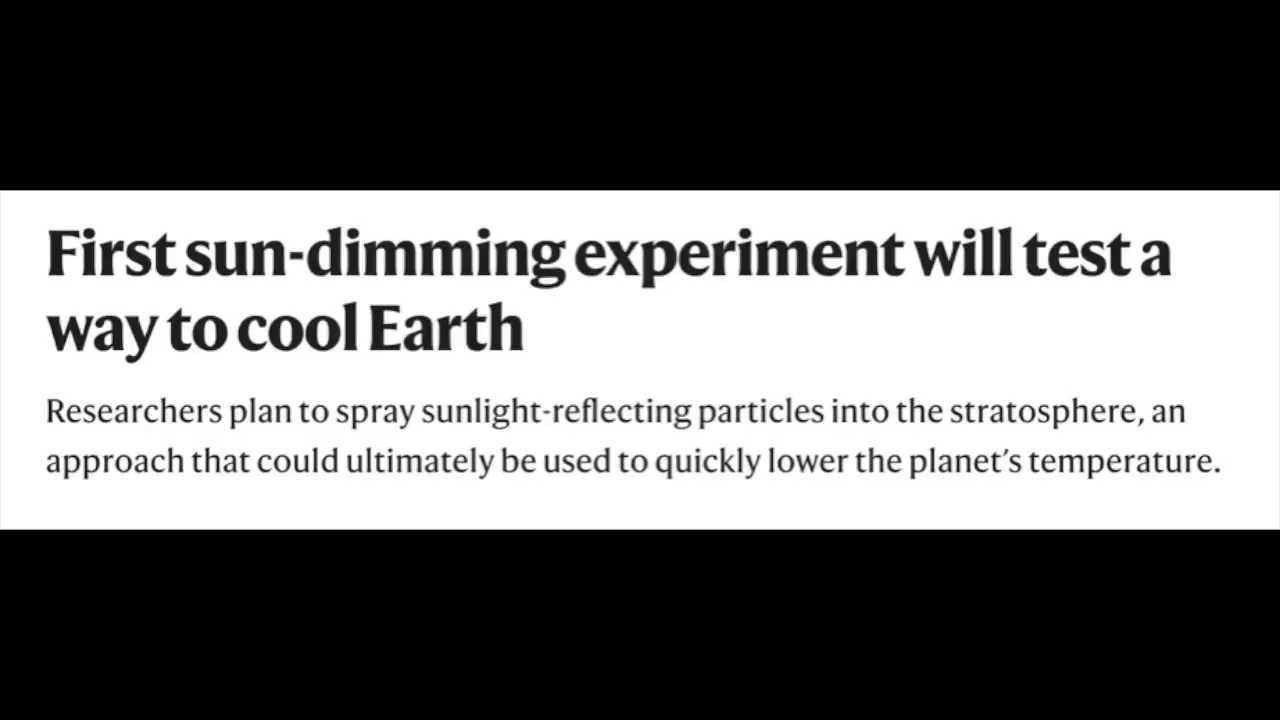 First sun-dimming experiment will test a
way to cool Earth
Researchers plan to spray sunlight-reflecting particles into the stratosphere, an
approach that could ultimately be used to quickly lower the planet’s temperature.